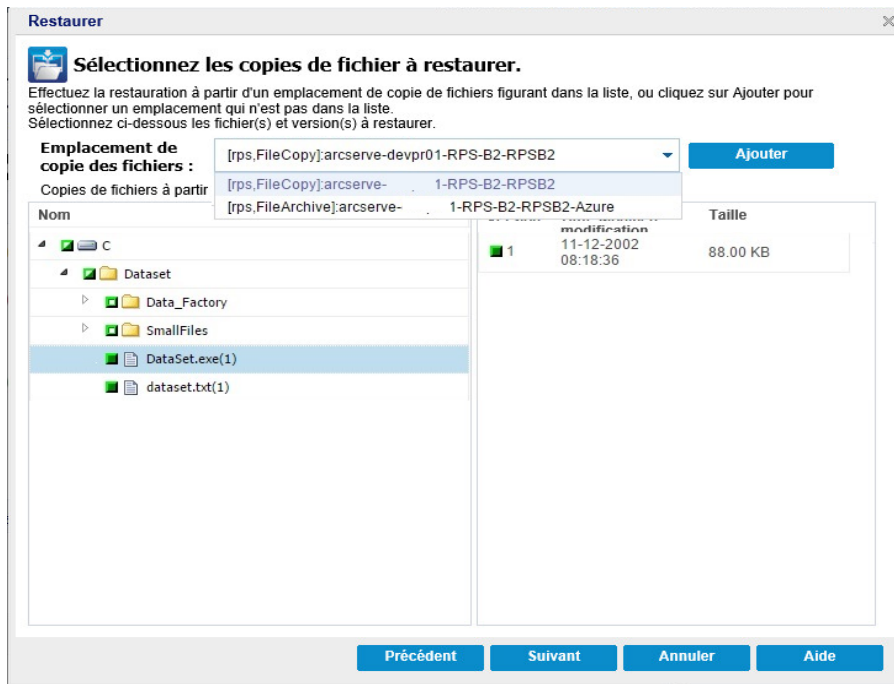 Restaurer
Sélectionnez les copies de fichier à restaurer.
Effectuez la restauration à partir d'un emplacement de copie de fichiers figurant dans la liste, ou cliquez sur Ajouter pour
sélectionner un emplacement qui n'est pas dans la liste.
Sélectionnez ci-dessous les fichier(s) et version(s) à restaurer.
Emplacement de
copie des fichiers :
[rps,FileCopy]:arcserve-devpr01-RPS-B2-RPSB2
Ajouter
Copies de fichiers à partir
[rps,FileCopy]:arcserve- 1-RPS-B2-RPSB2
[rps,FileArchive]:arcserve- 1-RPS-B2-RPSB2-Azure
Nom
modification
Taille
C
Dataset
Data_Factory
SmallFiles
DataSet.exe(1)
dataset.txt(1)
1
11-12-2002
08:18:36
88.00 KB
Précédent
Suivant
Annuler
Aide